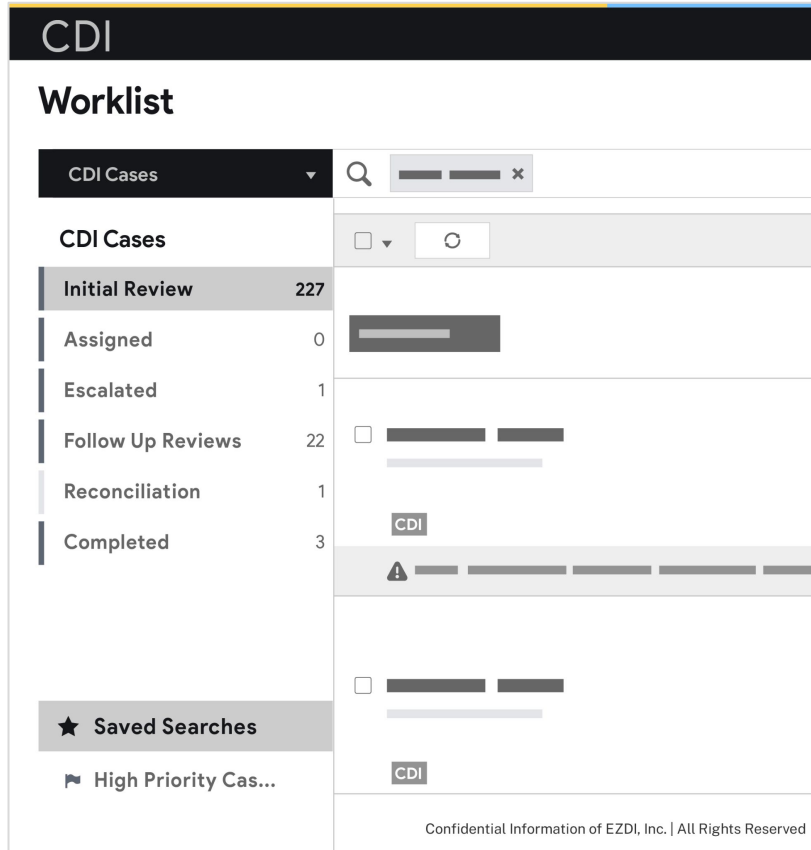 CDI
Worklist
CDI Cases
CDI Cases
Initial Review 227
Assigned 0
Escalated 1
Follow Up Reviews 22
Reconciliation 1
Completed 3
Saved Searches
High Priority Cas...
CDI
CDI
Confidential Information of EZDI, Inc. | All Rights Reserved